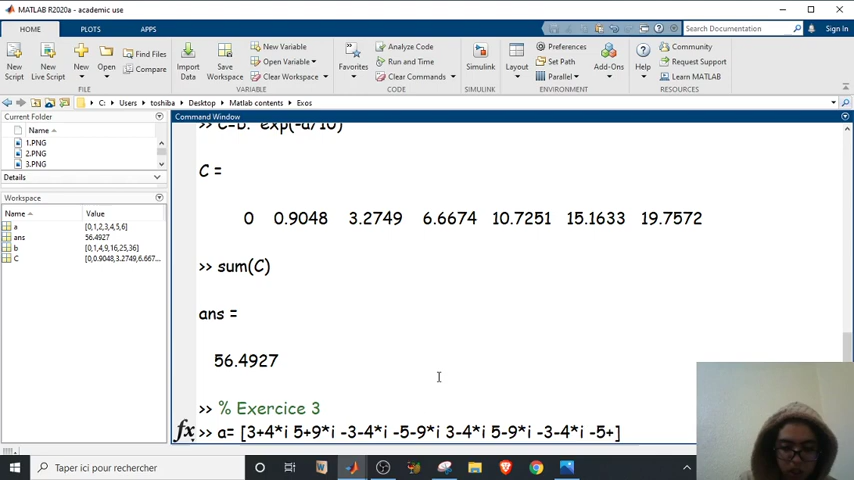 MATLAB R2020a - academic use
HOME PLOTS APPS
Search Documentation Sign In
New Script New Live Script New Open Find Files Compare
Import Data Save Workspace New Variable Open Variable Clear Workspace
Favorites Analyze Code Run and Time Clear Commands
Simulink Layout Preferences Set Path Parallel Add-Ons
Help Community Request Support Learn MATLAB
FILE VARIABLE CODE SIMULINK ENVIRONMENT RESOURCES
C: Users toshiba Desktop Matlab contents Exos
Current Folder
Name
1.PNG
2.PNG
3.PNG
Details
Workspace
Name Value
a [0,1,2,3,4,5,6]
ans 56.4927
b [0,1,4,9,16,25,36]
C [0,0.9048,3.2749,6.667...
Command Window
exp(-a/10)
C =
0 0.9048 3.2749 6.6674 10.7251 15.1633 19.7572
>> sum(C)
ans =
56.4927
>> % Exercice 3
fx >> a= [3+4*i 5+9*i -3-4*i -5-9*i 3-4*i 5-9*i -3-4*i -5+]
Taper ici pour rechercher